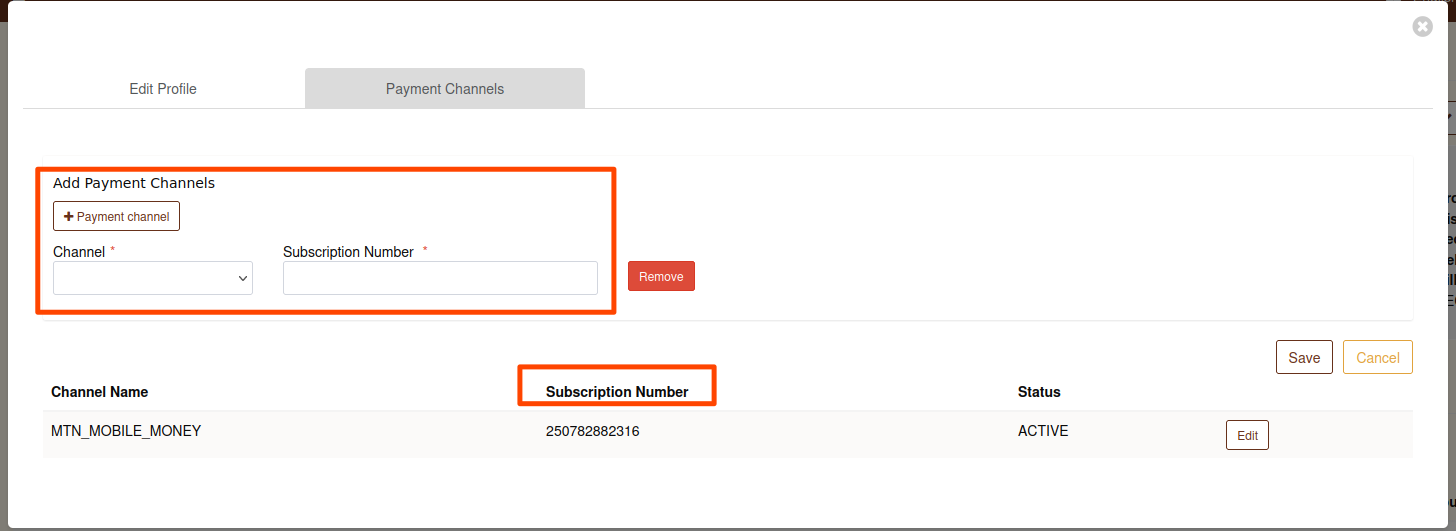 Edit Profile Payment Channels
Add Payment Channels
+ Payment channel
Channel * Subscription Number *
Remove
Save Cancel
Channel Name Subscription Number Status
MTN_MOBILE_MONEY 250782882316 ACTIVE Edit